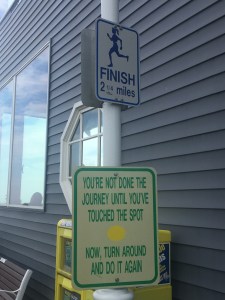 FINISH
2 miles
YOU'RE NOT DONE THE
JOURNEY UNTIL YOU'VE
TOUCHED THE SPOT
NOW, TURN AROUND
AND DO IT AGAIN